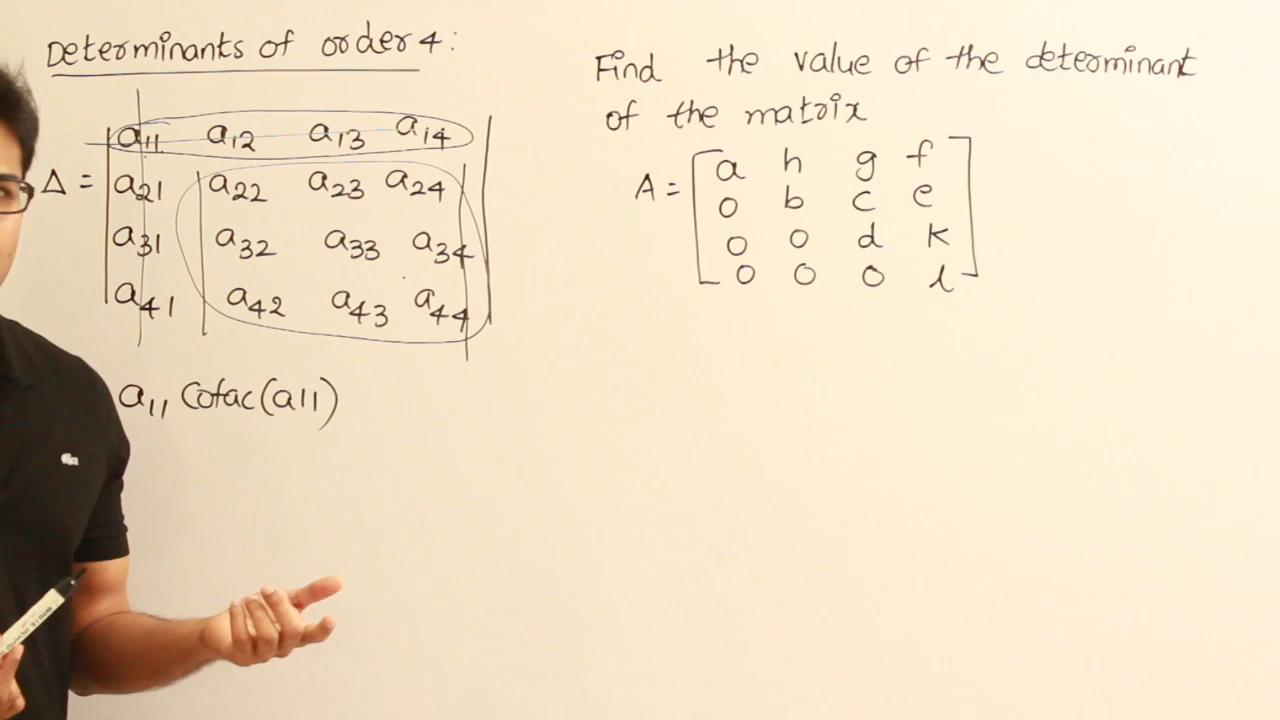 Determinants of order 4:
a11 a12 a13 a14
Δ = a21 a22 a23 a24
a31 a32 a33 a34
a41 a42 a43 a44
a11 Cofac(a11)
Find the value of the determinant
of the matrix
A = [a h g f
0 b c e
0 0 d k
0 0 0 l]